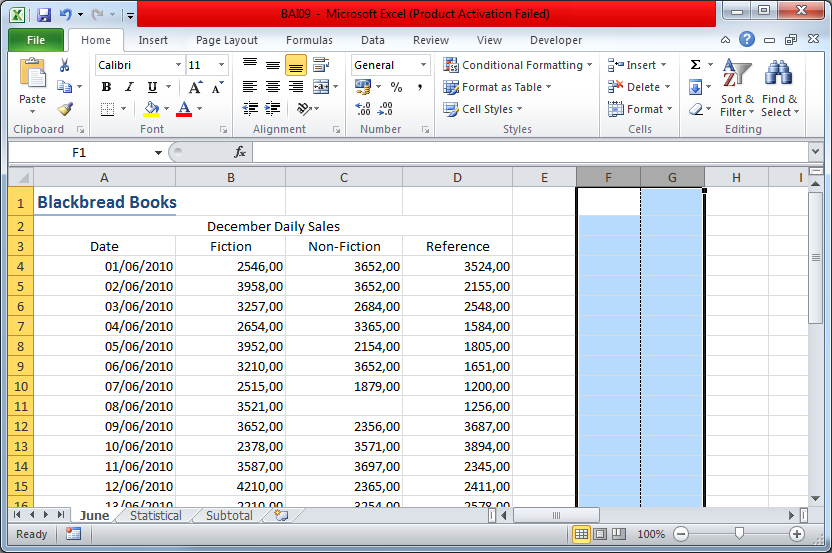 BAI09 - Microsoft Excel (Product Activation Failed)
File Home Insert Page Layout Formulas Data Review View Developer
Paste
Clipboard
Calibri 11
B I U A A
A
Font
Alignment
General
% ,
Number
Conditional Formatting
Format as Table
Cell Styles
Styles
Insert
Delete
Format
Cells
Σ
Sort & Filter
Find & Select
Editing
F1 fx
A B C D E F G H I
1 Blackbread Books
2 December Daily Sales
3 Date Fiction Non-Fiction Reference
4 01/06/2010 2546,00 3652,00 3524,00
5 02/06/2010 3958,00 3652,00 2155,00
6 03/06/2010 3257,00 2684,00 2548,00
7 04/06/2010 2654,00 3365,00 1584,00
8 05/06/2010 3952,00 2154,00 1805,00
9 06/06/2010 3210,00 3652,00 1651,00
10 07/06/2010 2515,00 1879,00 1200,00
11 08/06/2010 3521,00 1256,00
12 09/06/2010 3652,00 2356,00 3687,00
13 10/06/2010 2378,00 3571,00 3894,00
14 11/06/2010 3587,00 3697,00 2345,00
15 12/06/2010 4210,00 2365,00 2411,00
16 13/06/2010 2210,00 3254,00 2578,00
June Statistical Subtotal
Ready 100%